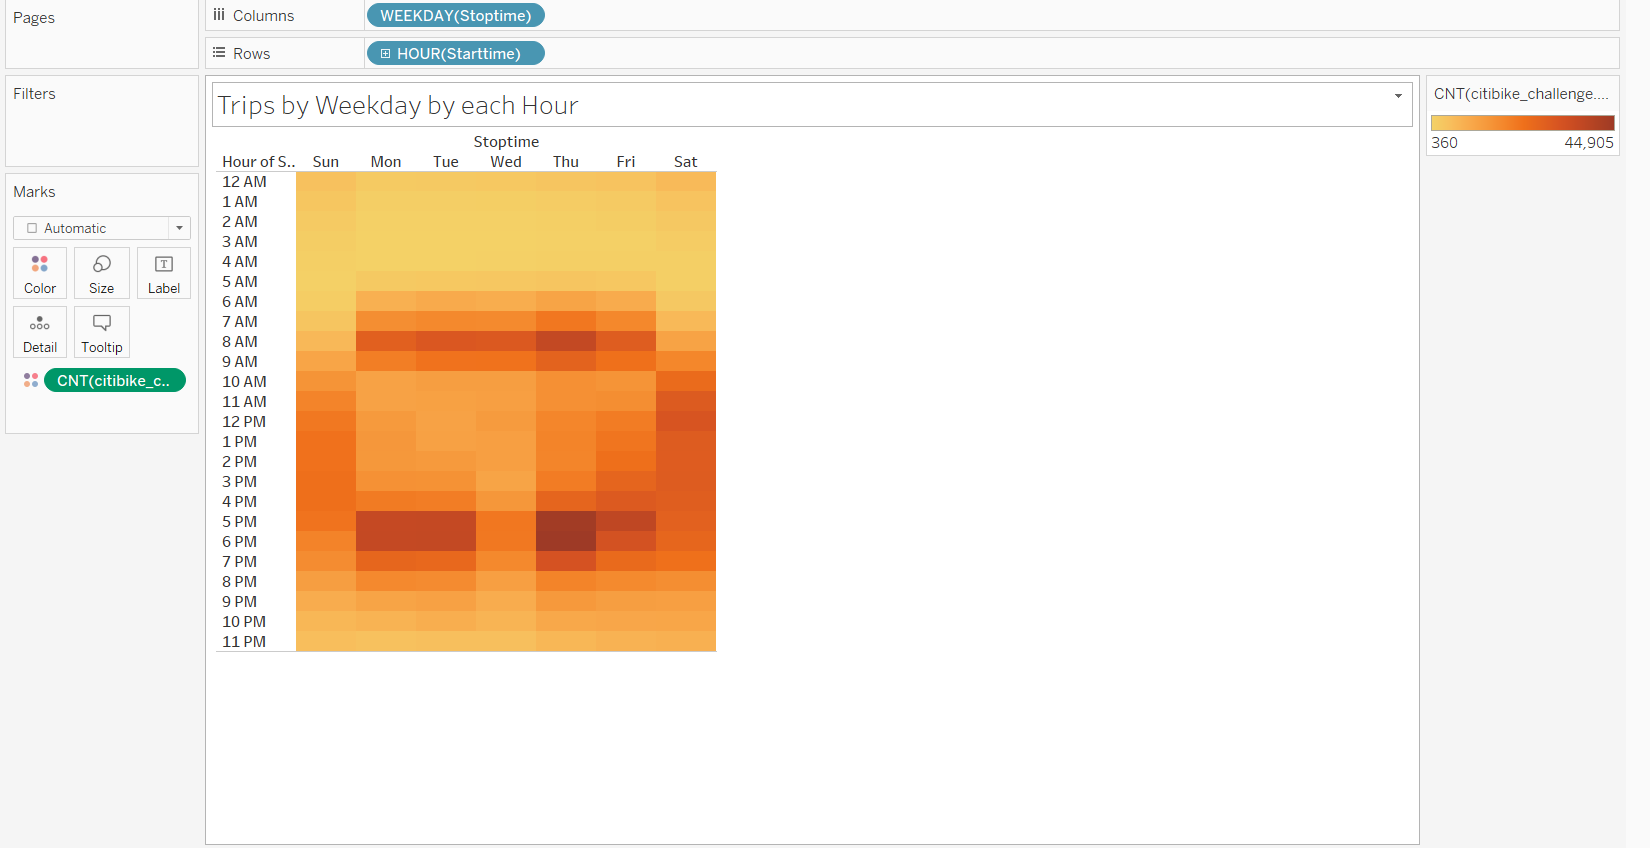 Pages
Columns
WEEKDAY(Stoptime)
Rows
HOUR(Starttime)
Filters
Marks
Automatic
Color Size Label
Detail Tooltip
CNT(citibike_c..
Trips by Weekday by each Hour
Stoptime
Hour of S.. Sun Mon Tue Wed Thu Fri Sat
12 AM
1 AM
2 AM
3 AM
4 AM
5 AM
6 AM
7 AM
8 AM
9 AM
10 AM
11 AM
12 PM
1 PM
2 PM
3 PM
4 PM
5 PM
6 PM
7 PM
8 PM
9 PM
10 PM
11 PM
CNT(citibike_challenge....
360 44,905